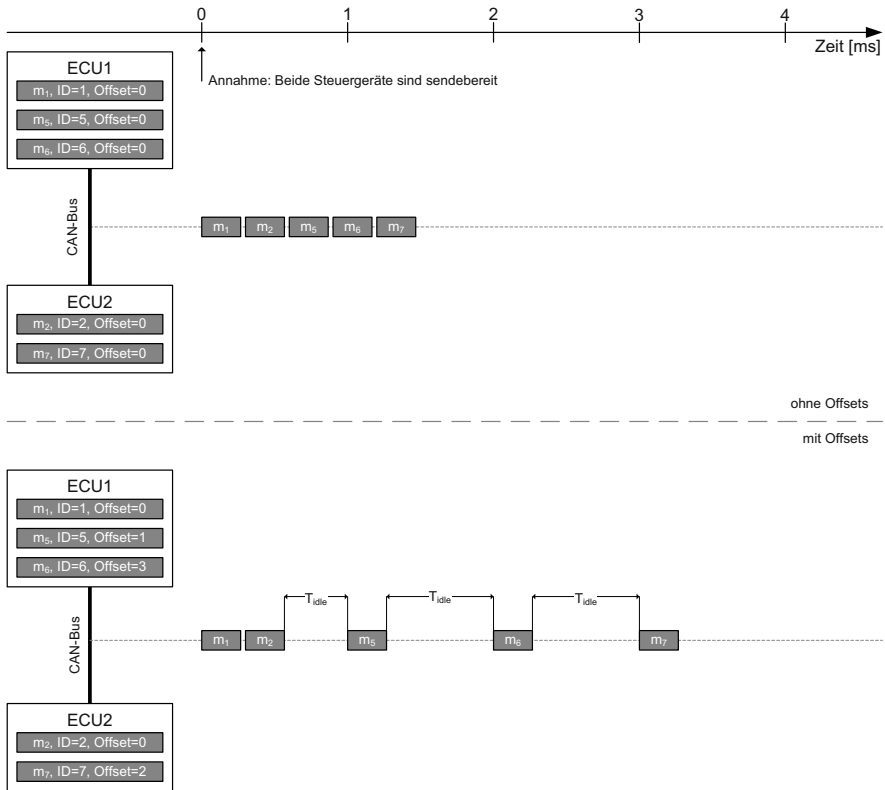 0 1 2 3 4
Zeit [ms]
Annahme: Beide Steuergeräte sind sendebereit
ECU1
m₁, ID=1, Offset=0
m₅, ID=5, Offset=0
m₆, ID=6, Offset=0
CAN-Bus
m₁ m₂ m₅ m₆ m₇
ECU2
m₂, ID=2, Offset=0
m₇, ID=7, Offset=0
ohne Offsets
mit Offsets
ECU1
m₁, ID=1, Offset=0
m₅, ID=5, Offset=1
m₆, ID=6, Offset=3
T_idle T_idle T_idle
CAN-Bus
m₁ m₂ m₅ m₆ m₇
ECU2
m₂, ID=2, Offset=0
m₇, ID=7, Offset=2